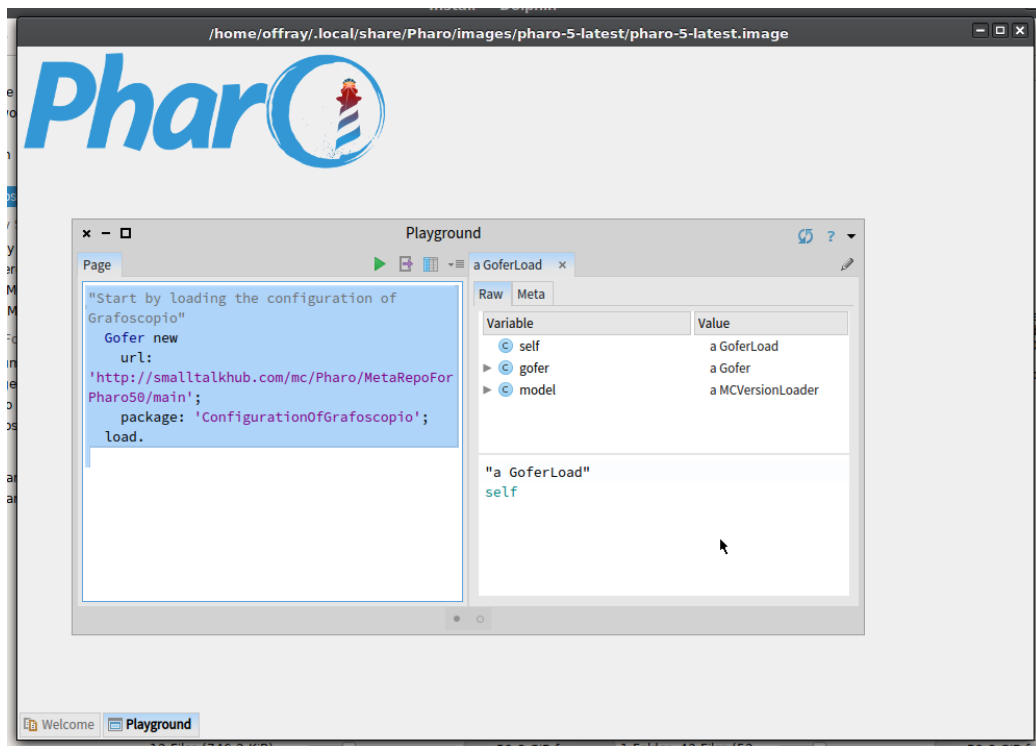 /home/offray/.local/share/Pharo/images/pharo-5-latest/pharo-5-latest.image
Pharo
Playground
?
Page
a GoferLoad
"Start by loading the configuration of
Grafoscopio"
Gofer new
url:
'http://smalltalkhub.com/mc/Pharo/MetaRepoFor
Pharo50/main';
package: 'ConfigurationOfGrafoscopio';
load.
Raw Meta
Variable Value
self a GoferLoad
gofer a Gofer
model a MCVersionLoader
"a GoferLoad"
self
Welcome Playground